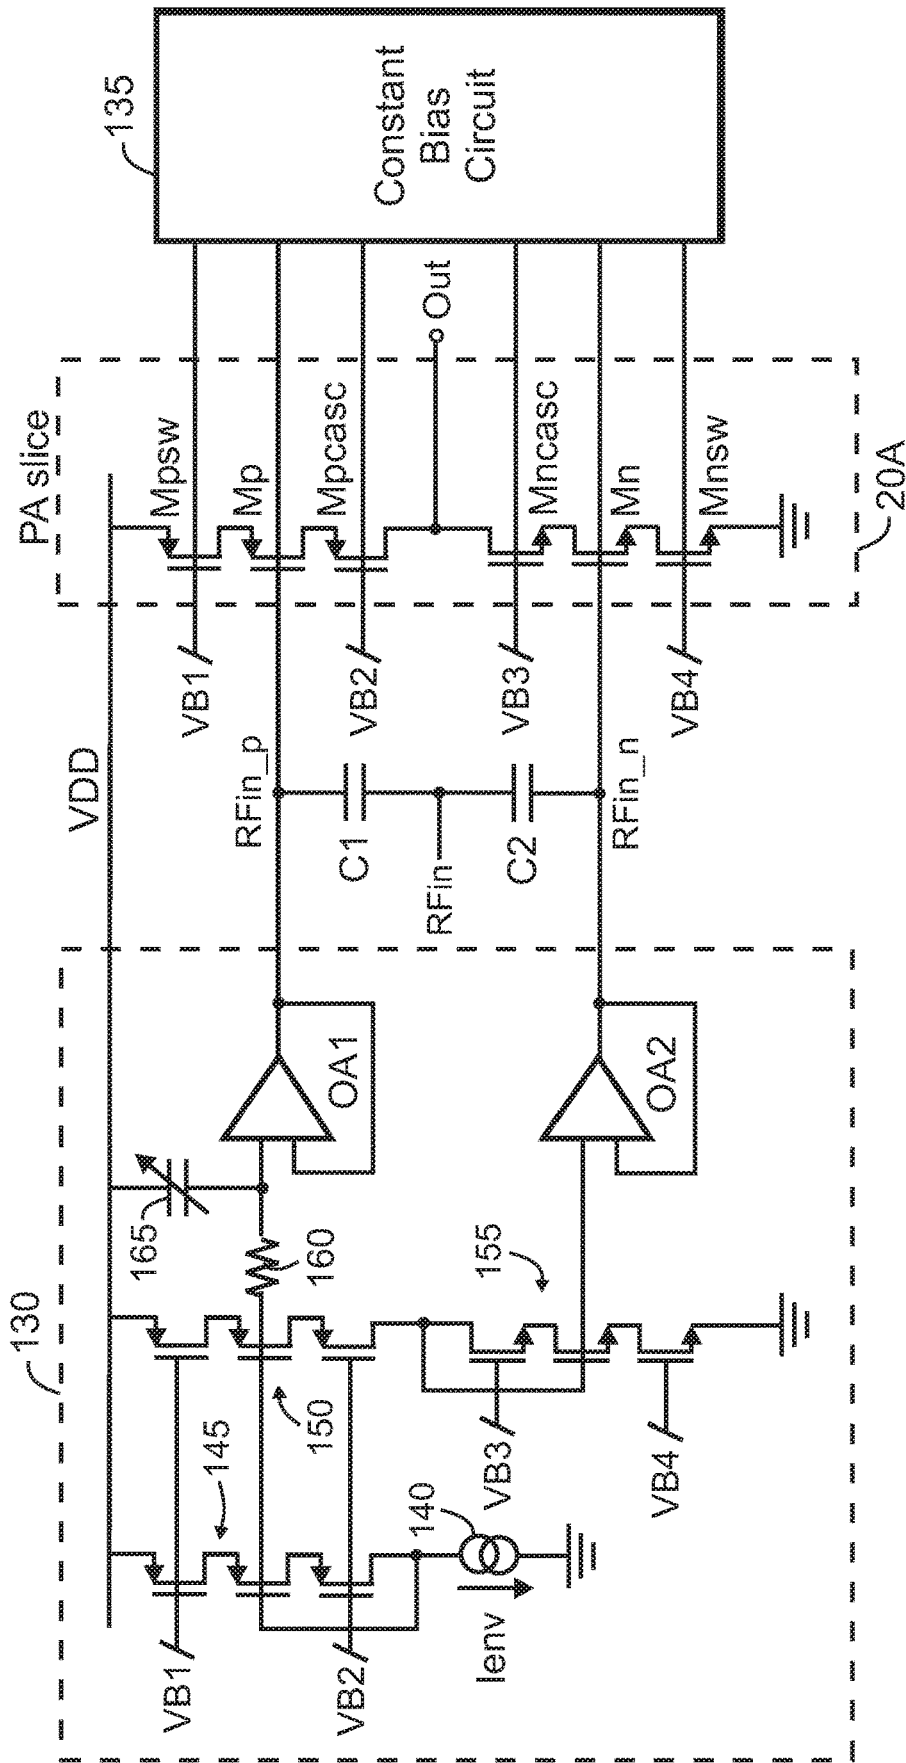 130
VDD
PA slice
135
Constant
Bias
Circuit
VB1
145
150
165
160
OA1
RFin_p
VB1
Mpsw
Mp
Mpcasc
VB2
VB2
C1
RFin
C2
Out
Ienv
140
VB3
155
VB4
OA2
RFin_n
VB3
VB4
Mncasc
Mn
Mnsw
20A